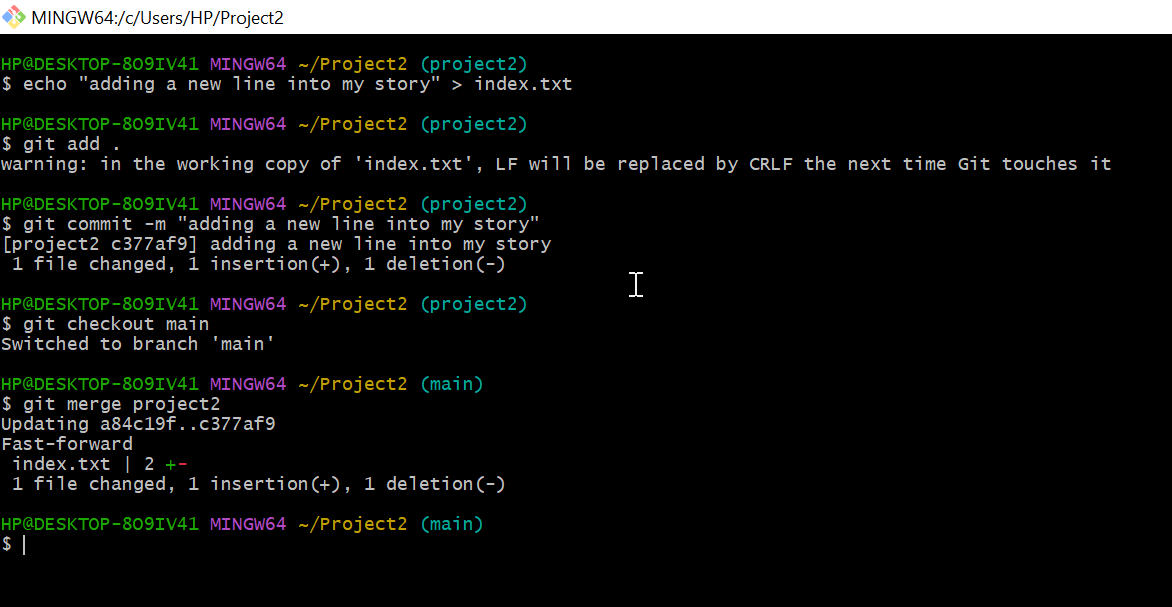 MINGW64:/c/Users/HP/Project2
HP@DESKTOP-8O9IV41 MINGW64 ~/Project2 (project2)
$ echo "adding a new line into my story" > index.txt
HP@DESKTOP-8O9IV41 MINGW64 ~/Project2 (project2)
$ git add .
warning: in the working copy of 'index.txt', LF will be replaced by CRLF the next time Git touches it
HP@DESKTOP-8O9IV41 MINGW64 ~/Project2 (project2)
$ git commit -m "adding a new line into my story"
[project2 c377af9] adding a new line into my story
 1 file changed, 1 insertion(+), 1 deletion(-)
HP@DESKTOP-8O9IV41 MINGW64 ~/Project2 (project2)
$ git checkout main
Switched to branch 'main'
HP@DESKTOP-8O9IV41 MINGW64 ~/Project2 (main)
$ git merge project2
Updating a84c19f..c377af9
Fast-forward
 index.txt | 2 +-
 1 file changed, 1 insertion(+), 1 deletion(-)
HP@DESKTOP-8O9IV41 MINGW64 ~/Project2 (main)
$